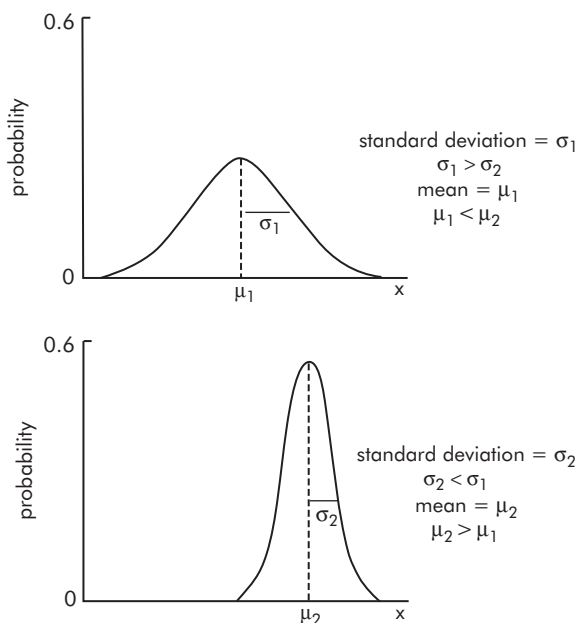 0.6
probability
standard deviation = σ₁
σ₁ > σ₂
mean = μ₁
μ₁ < μ₂
σ₁
0
μ₁
x
0.6
probability
standard deviation = σ₂
σ₂ < σ₁
mean = μ₂
μ₂ > μ₁
σ₂
0
μ₂
x